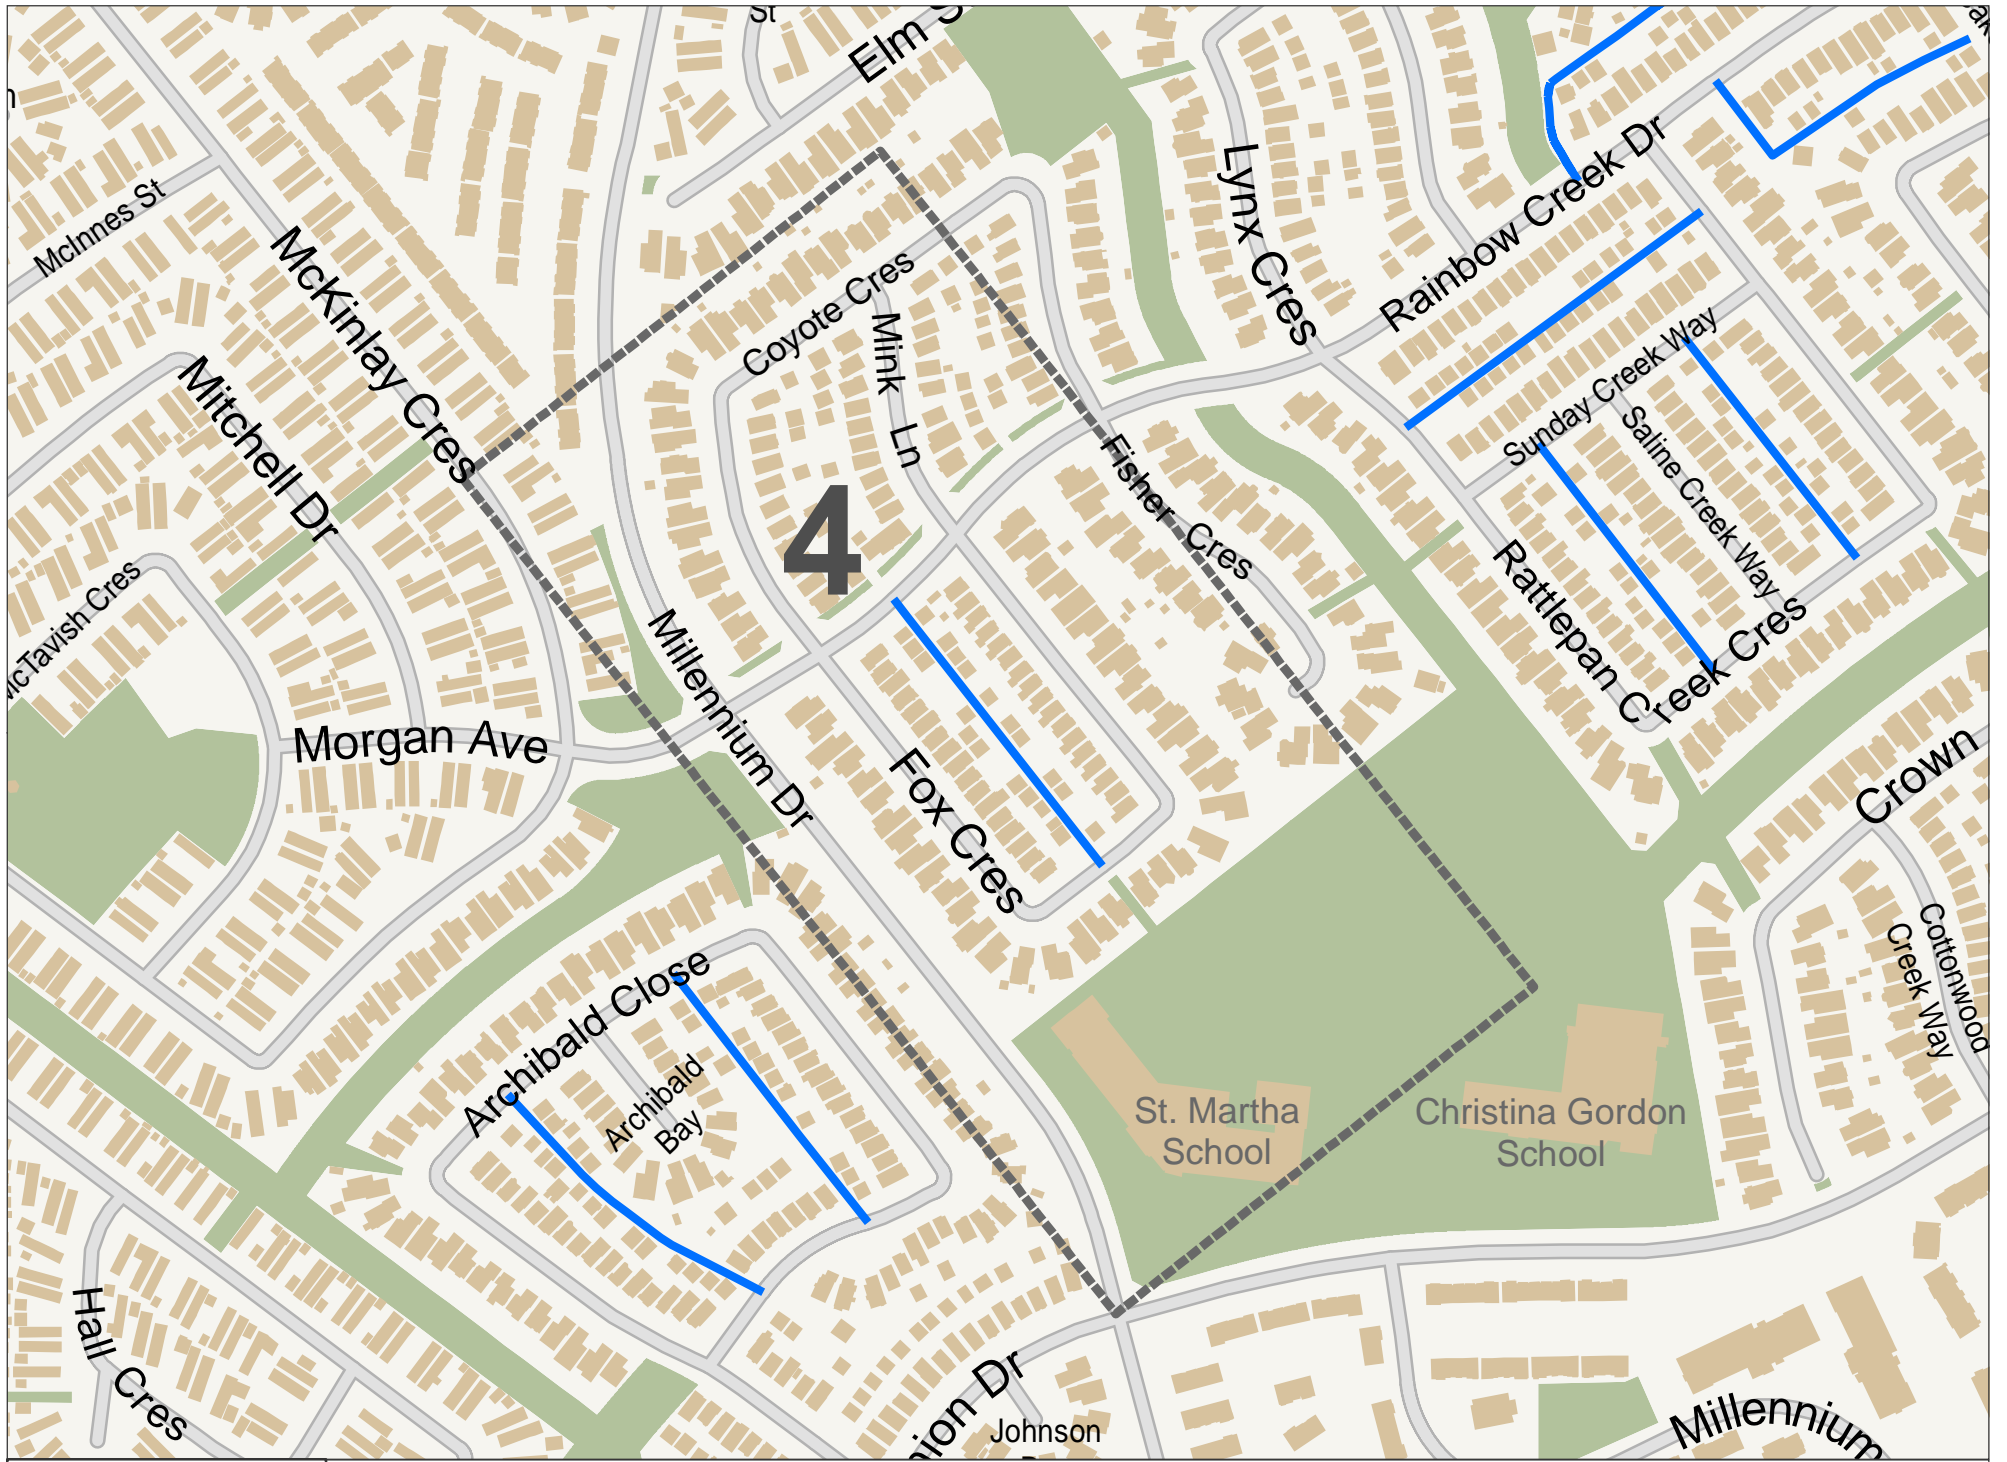 St
Elm
McInnes St
McKinlay Cres
Lynx Cres
Rainbow Creek Dr
Coyote Cres
Mink Ln
Mitchell Dr
Sunday Creek Way
Saline Creek Way
4
Fisher Cres
McTavish Cres
Rattlepan Creek Cres
Millennium Dr
Morgan Ave
Fox Cres
Crown
Cottonwood
Creek Way
Archibald Close
Archibald
Bay
St. Martha
School
Christina Gordon
School
Hall Cres
Dr
Johnson
Millennium